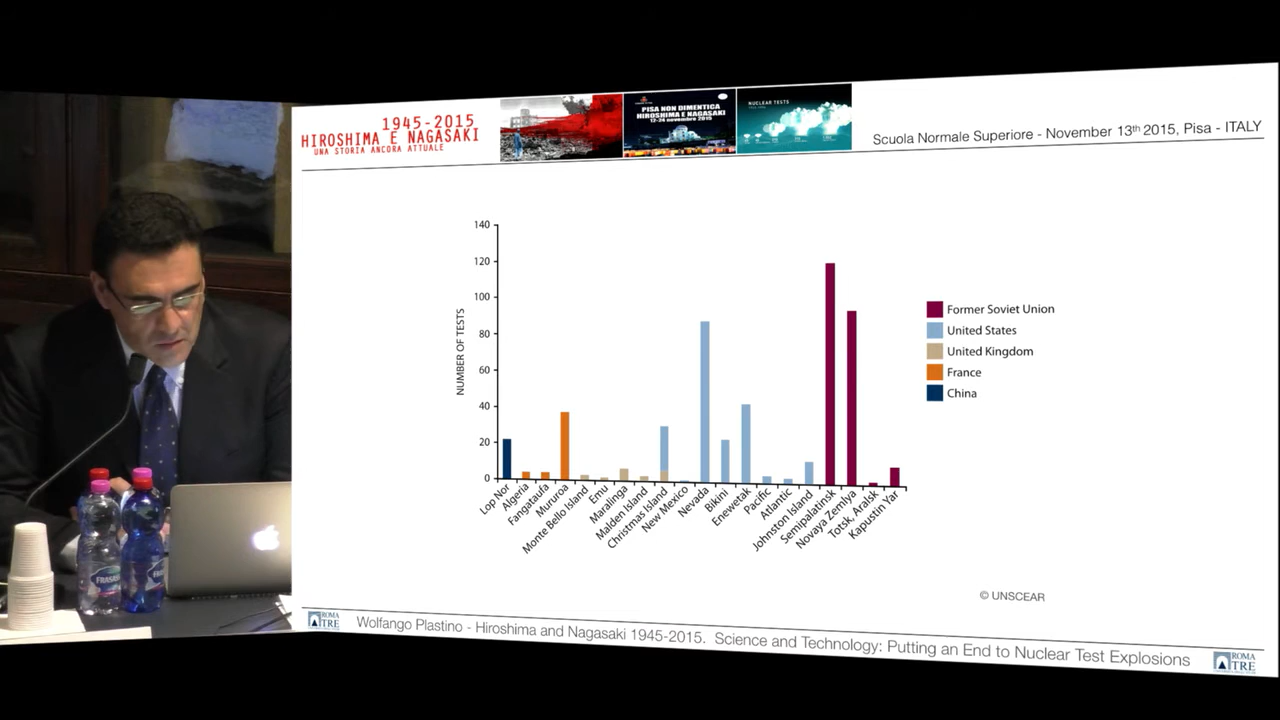 1945-2015
HIROSHIMA E NAGASAKI
UNA STORIA ANCORA ATTUALE
PISA NON DIMENTICA
HIROSHIMA E NAGASAKI
12-24 novembre 2015
NUCLEAR TESTS
Scuola Normale Superiore - November 13th 2015, Pisa - ITALY
140
120
100
80
60
40
20
0
NUMBER OF TESTS
Lop Nor
Algeria
Fangataufa
Mururoa
Monte Bello Island
Emu
Maralinga
Malden Island
Christmas Island
New Mexico
Nevada
Bikini
Enewetak
Pacific
Atlantic
Johnston Island
Semipalatinsk
Novaya Zemlya
Totsk, Aralsk
Kapustin Yar
Former Soviet Union
United States
United Kingdom
France
China
© UNSCEAR
ROMA
TRE
Wolfango Plastino - Hiroshima and Nagasaki 1945-2015. Science and Technology: Putting an End to Nuclear Test Explosions
ROMA
TRE